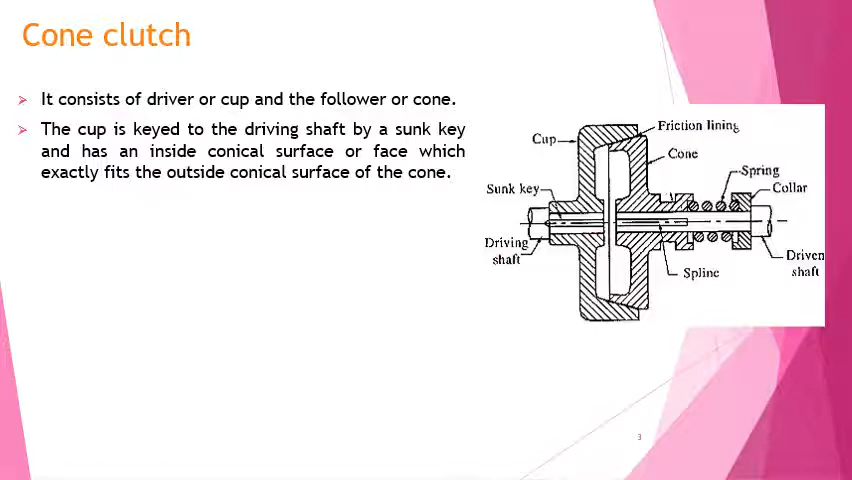 Cone clutch
➢ It consists of driver or cup and the follower or cone.
➢ The cup is keyed to the driving shaft by a sunk key
and has an inside conical surface or face which
exactly fits the outside conical surface of the cone.
Friction lining
Cup
Cone
Spring
Sunk key
Collar
Driving
shaft
Driven
shaft
Spline
3